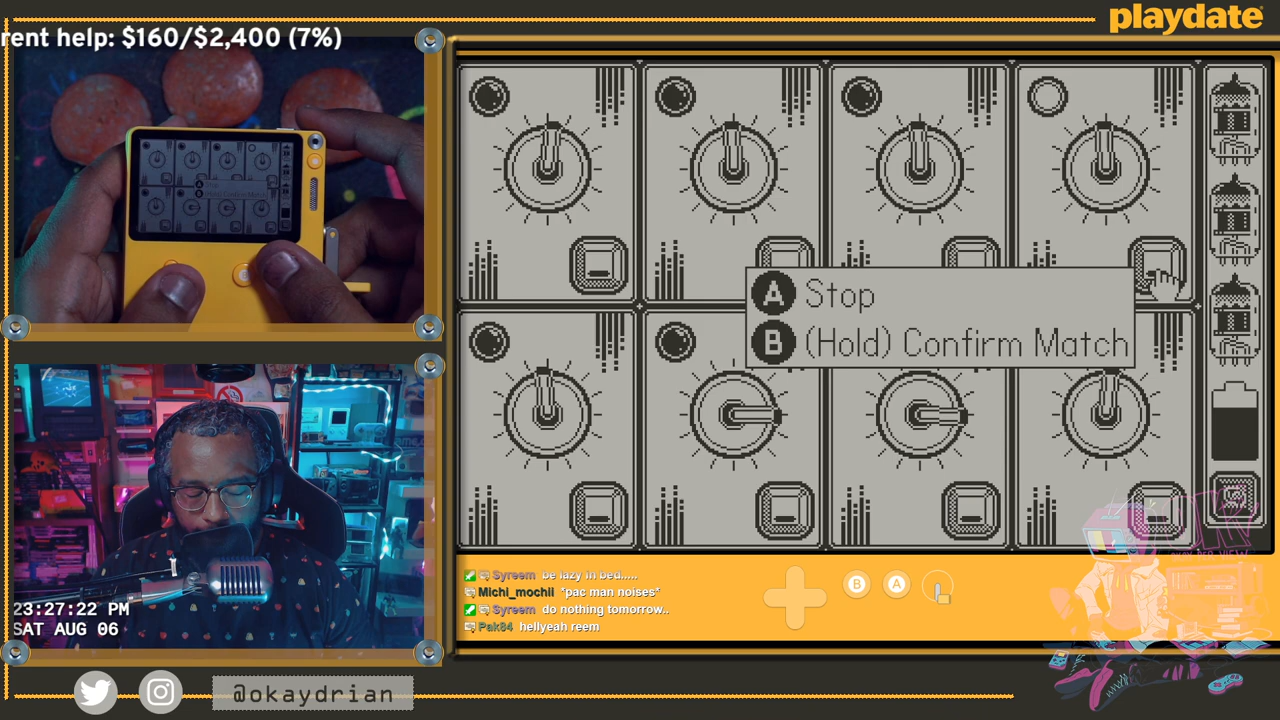 playdate
rent help: $160/$2,400 (7%)
A Stop
B (Hold) Confirm Match
Syreem be lazy in bed.....
Michi_mochii *pac man noises*
Syreem do nothing tomorrow..
Pak84 hellyeah reem
B A
23:27:22 PM
SAT AUG 06
@okaydrian